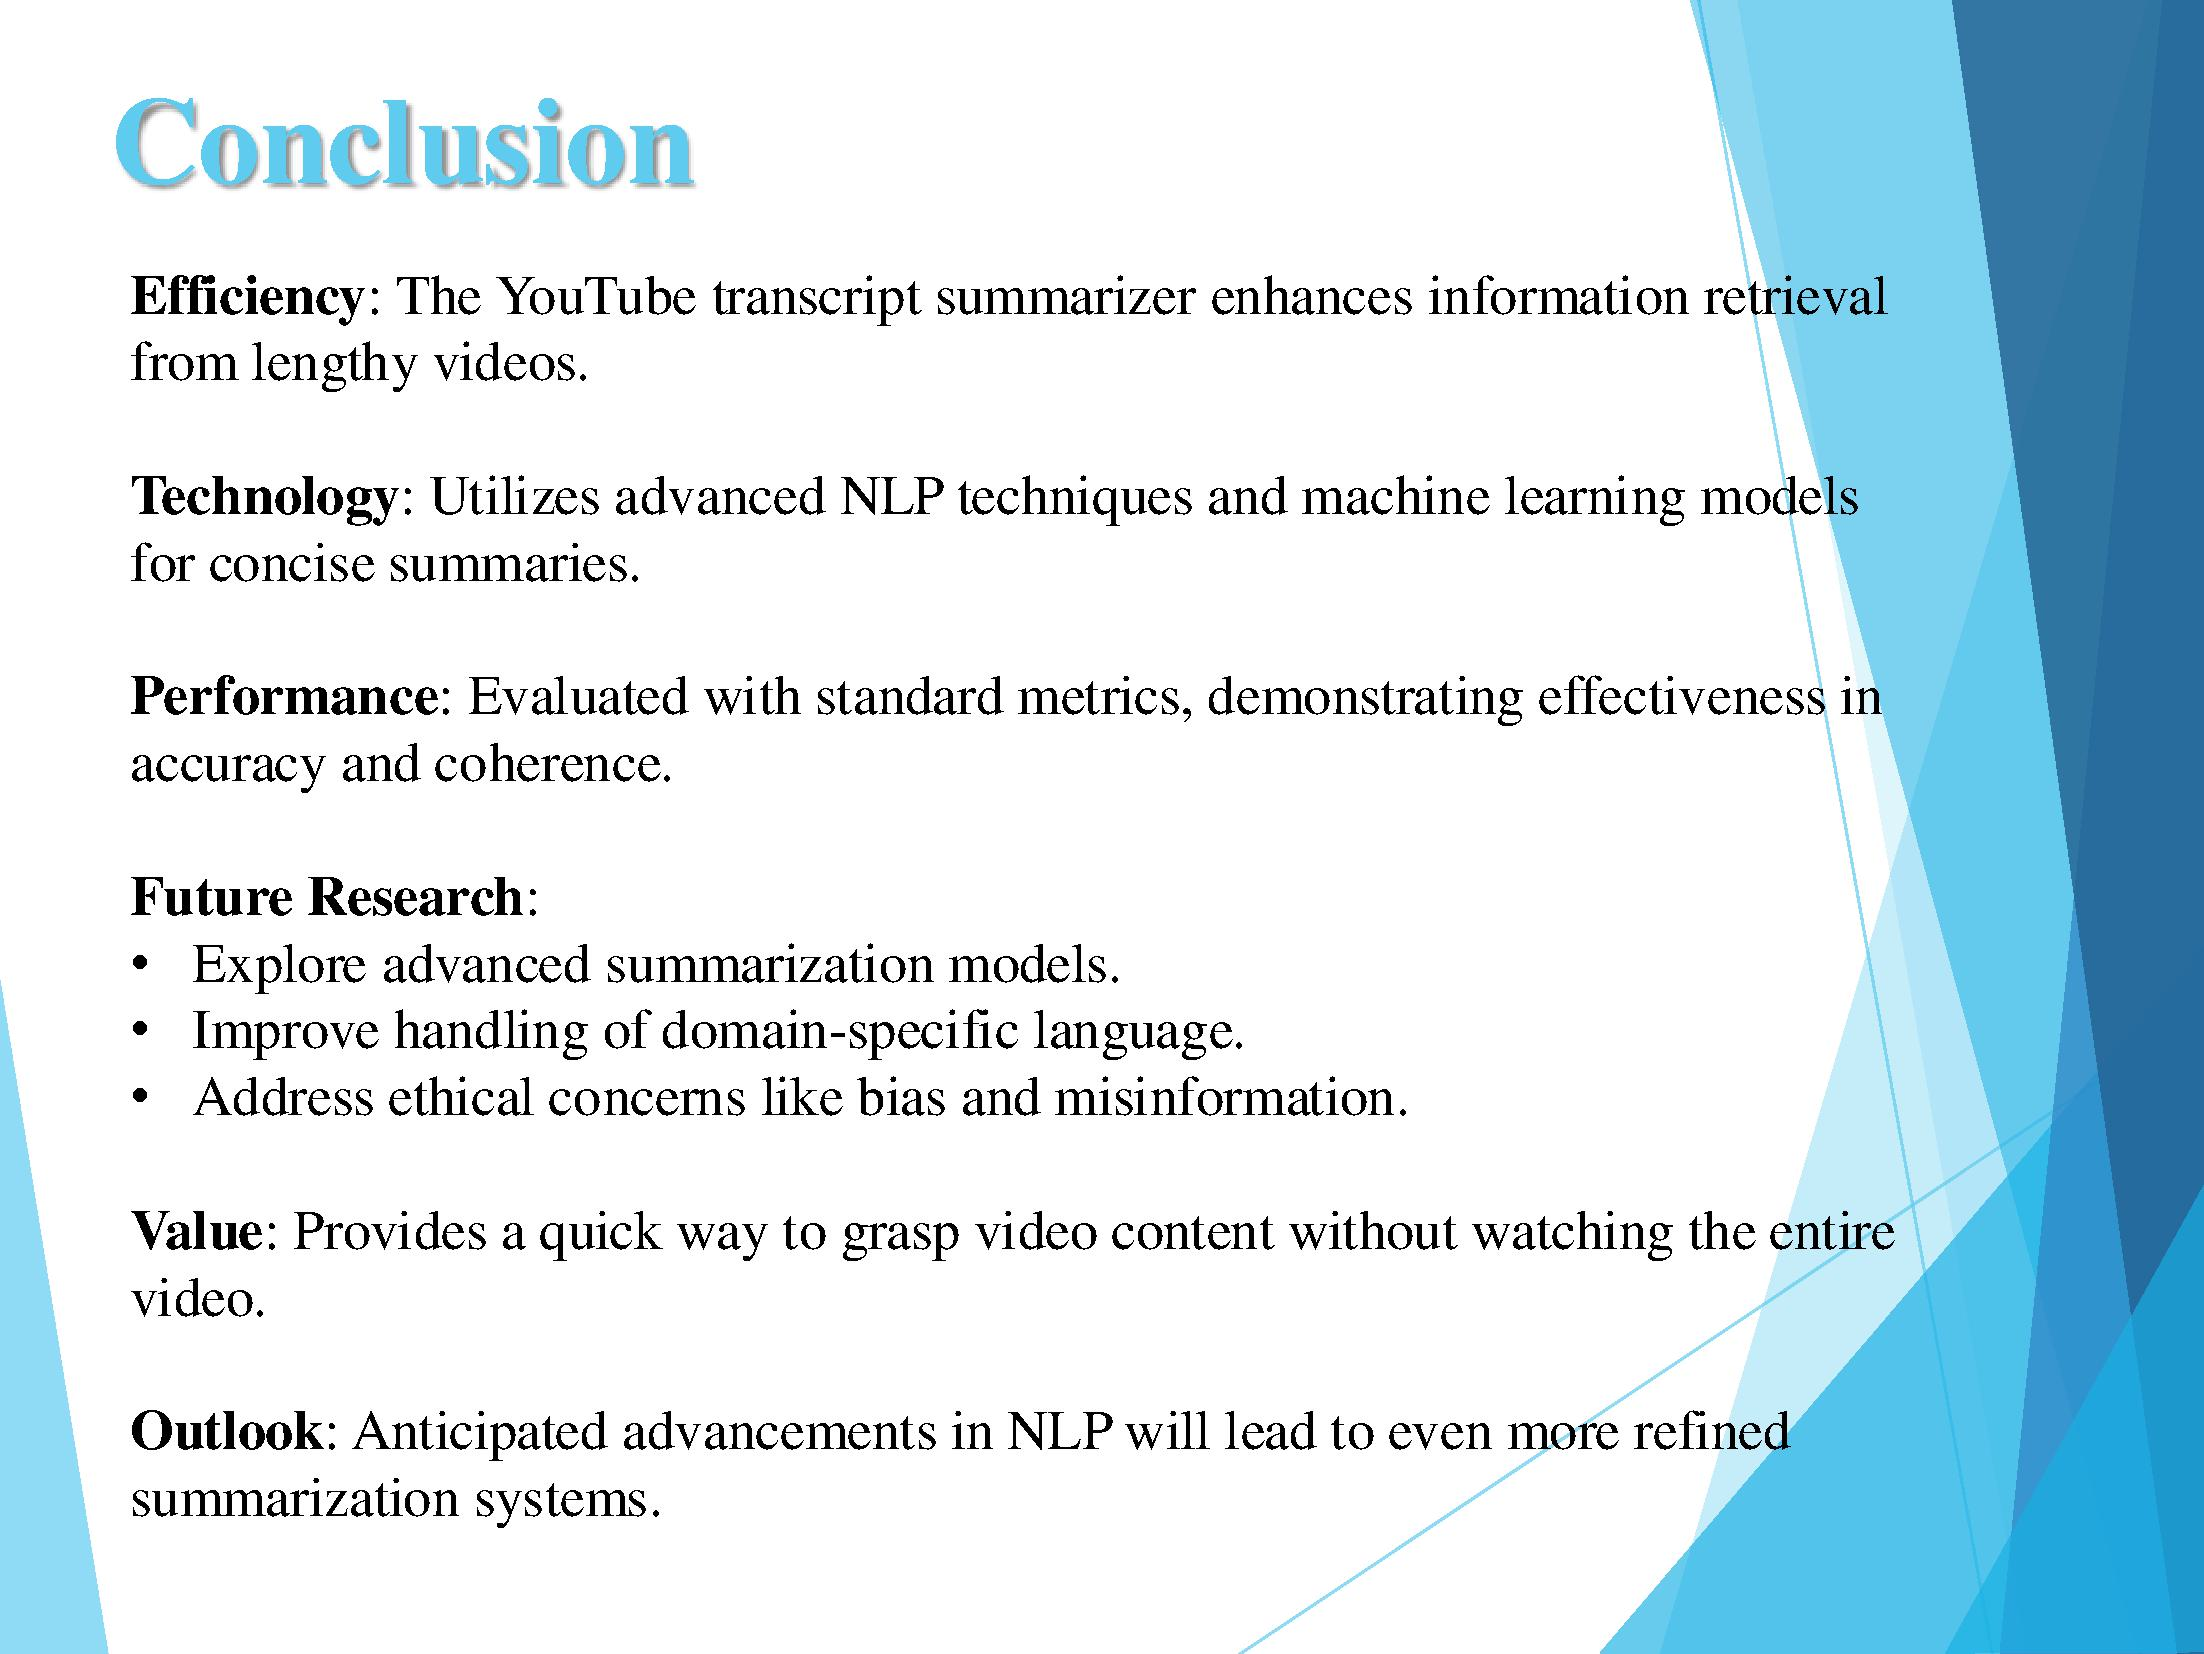 Conclusion
Efficiency: The YouTube transcript summarizer enhances information retrieval
from lengthy videos.
Technology: Utilizes advanced NLP techniques and machine learning models
for concise summaries.
Performance: Evaluated with standard metrics, demonstrating effectiveness in
accuracy and coherence.
Future Research:
• Explore advanced summarization models.
• Improve handling of domain-specific language.
• Address ethical concerns like bias and misinformation.
Value: Provides a quick way to grasp video content without watching the entire
video.
Outlook: Anticipated advancements in NLP will lead to even more refined
summarization systems.